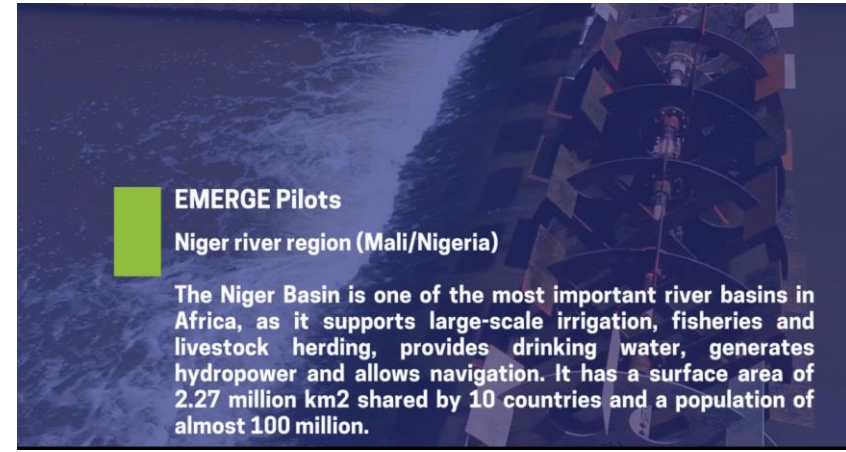 EMERGE Pilots
Niger river region (Mali/Nigeria)
The Niger Basin is one of the most important river basins in
Africa, as it supports large-scale irrigation, fisheries and
livestock herding, provides drinking water, generates
hydropower and allows navigation. It has a surface area of
2.27 million km2 shared by 10 countries and a population of
almost 100 million.